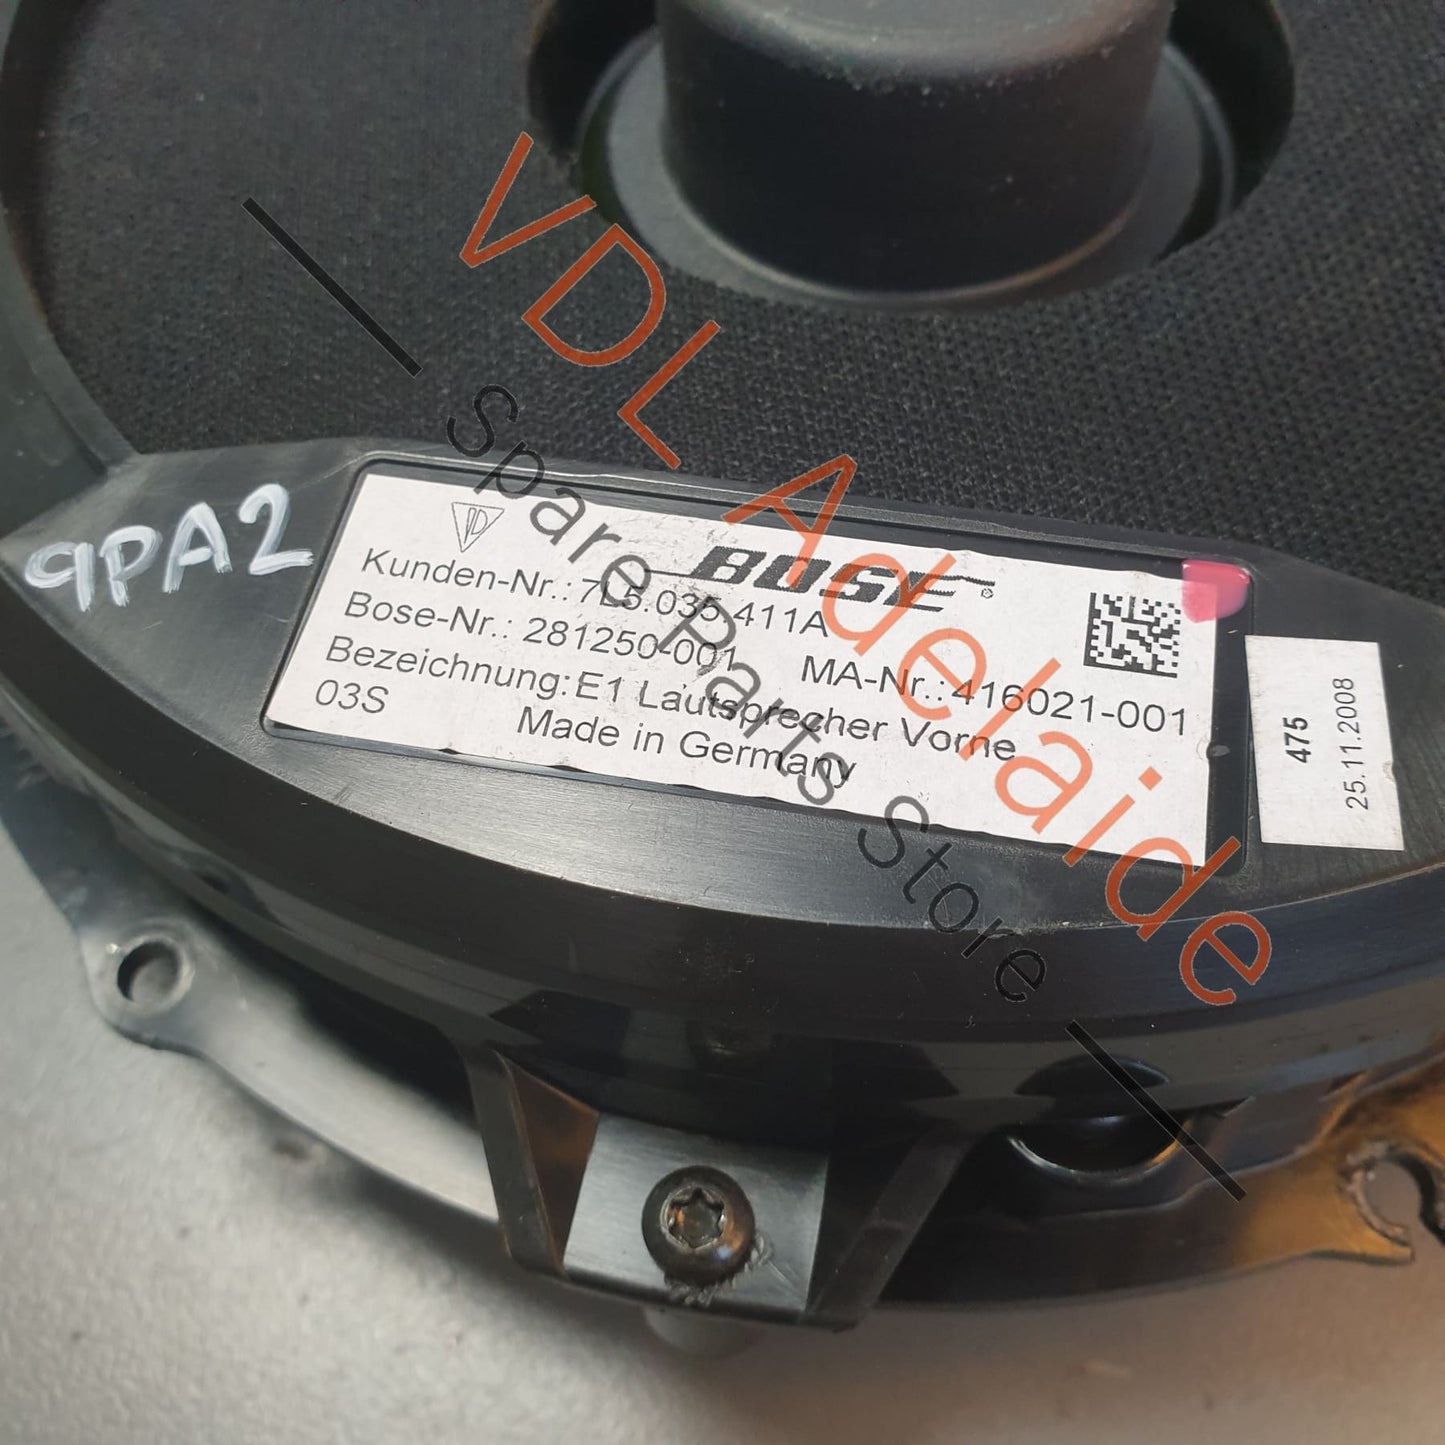 9PA2
PD
BOSE®
Kunden-Nr.: 7L5.035.411A
Bose-Nr.: 281250-001
MA-Nr.: 416021-001
Bezeichnung: E1 Lautsprecher Vorne
03S
Made in Germany
475
25.11.2008
VDL Adelaide
Spare Parts Store